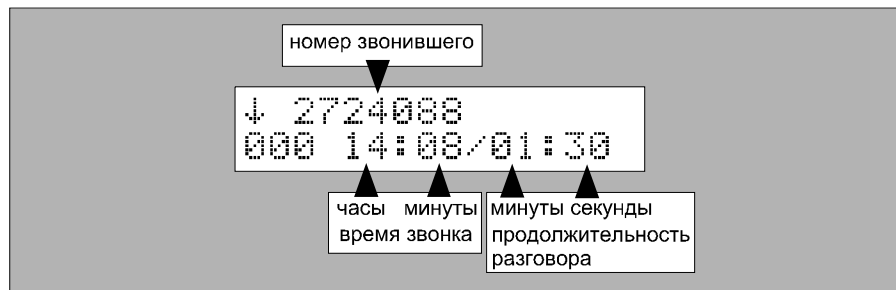 номер звонившего
↓ 2724088
000 14:08/01:30
часы минуты
время звонка
минуты секунды
продолжительность
разговора